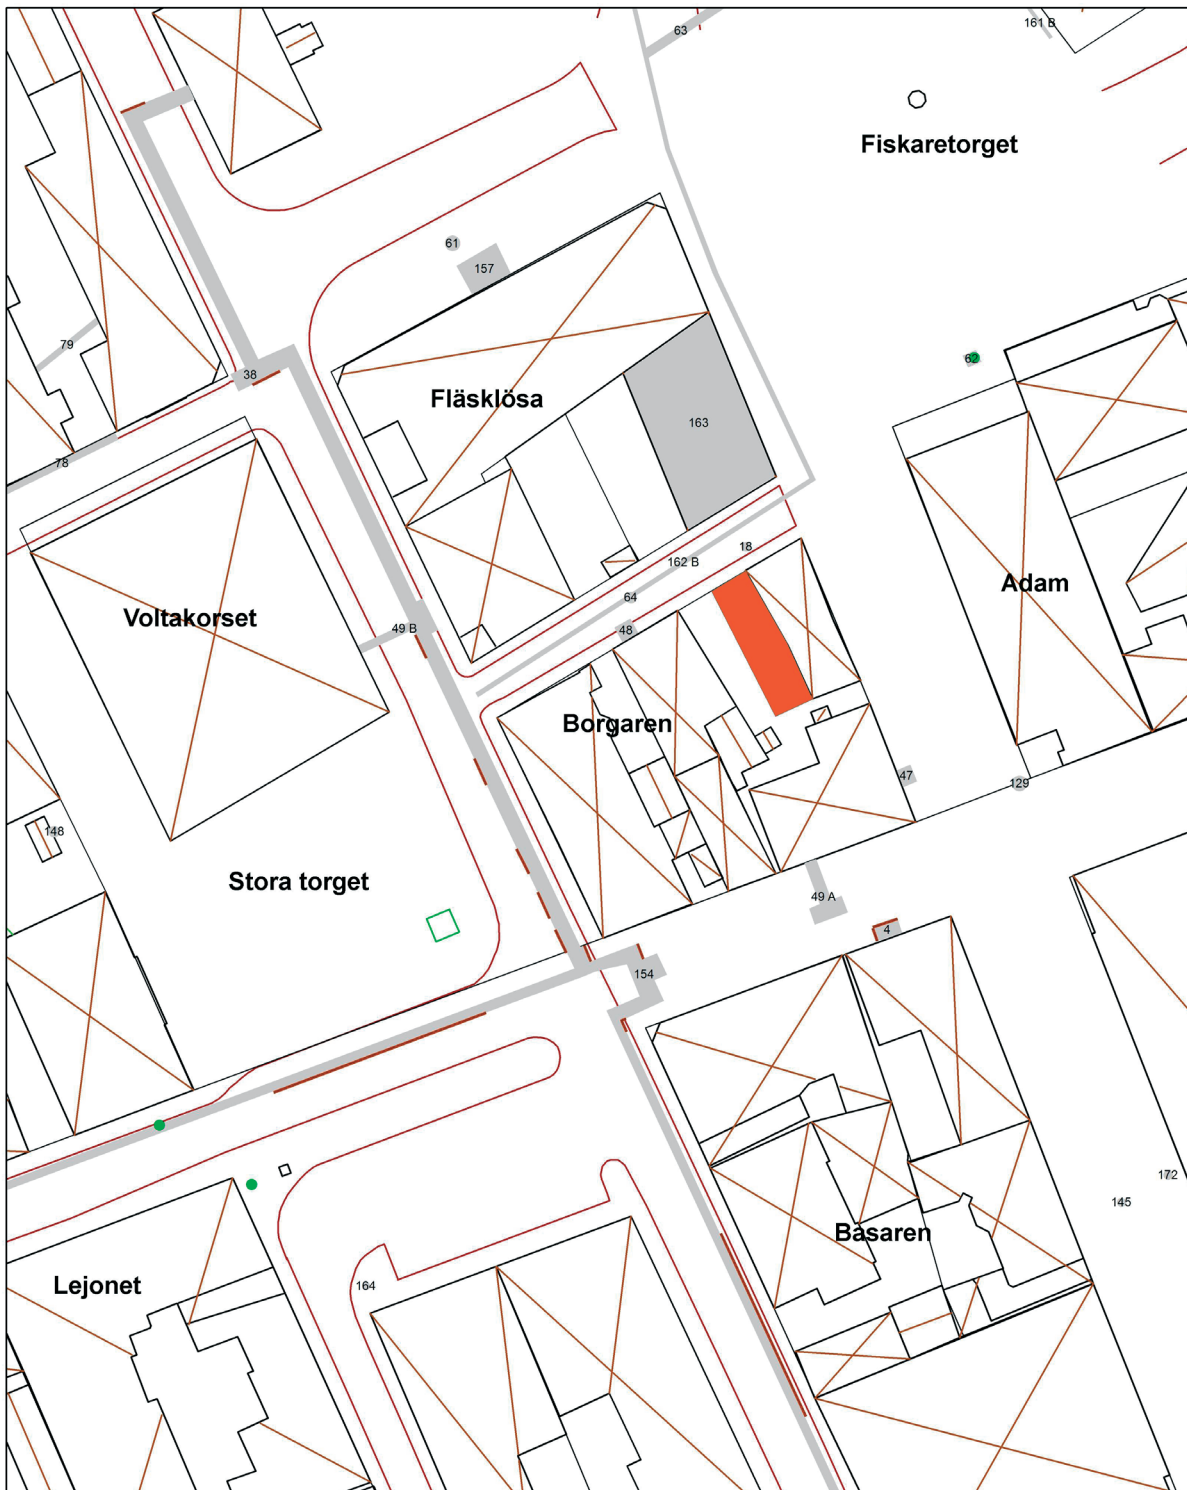 63
161 B
Fiskaretorget
61
157
79
62
38
Fläsklösa
163
78
18
162 B
Adam
64
Voltakorset
49 B
48
Borgaren
47
129
148
Stora torget
49 A
4
154
172
145
Basaren
Lejonet
164